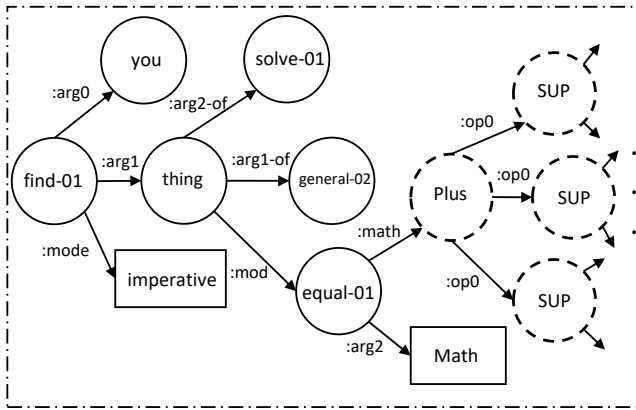 you
solve-01
SUP
:arg0
:arg2-of
:op0
find-01
:arg1
thing
:arg1-of
general-02
Plus
:op0
SUP
:mode
imperative
:mod
:math
equal-01
:op0
SUP
:arg2
Math